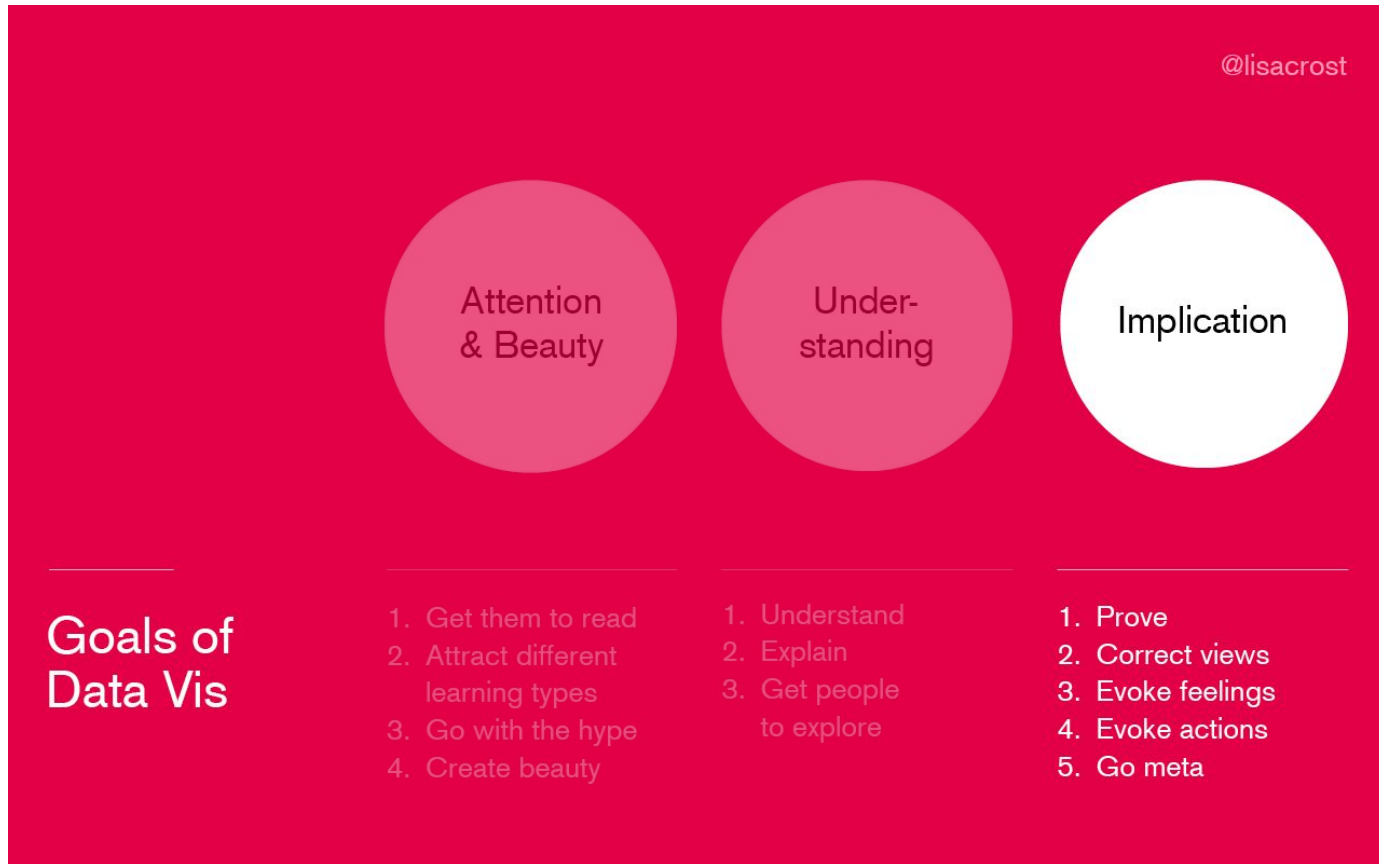 @lisacrost
Attention
& Beauty
Under-
standing
Implication
Goals of
Data Vis
1. Get them to read
2. Attract different
learning types
3. Go with the hype
4. Create beauty
1. Understand
2. Explain
3. Get people
to explore
1. Prove
2. Correct views
3. Evoke feelings
4. Evoke actions
5. Go meta